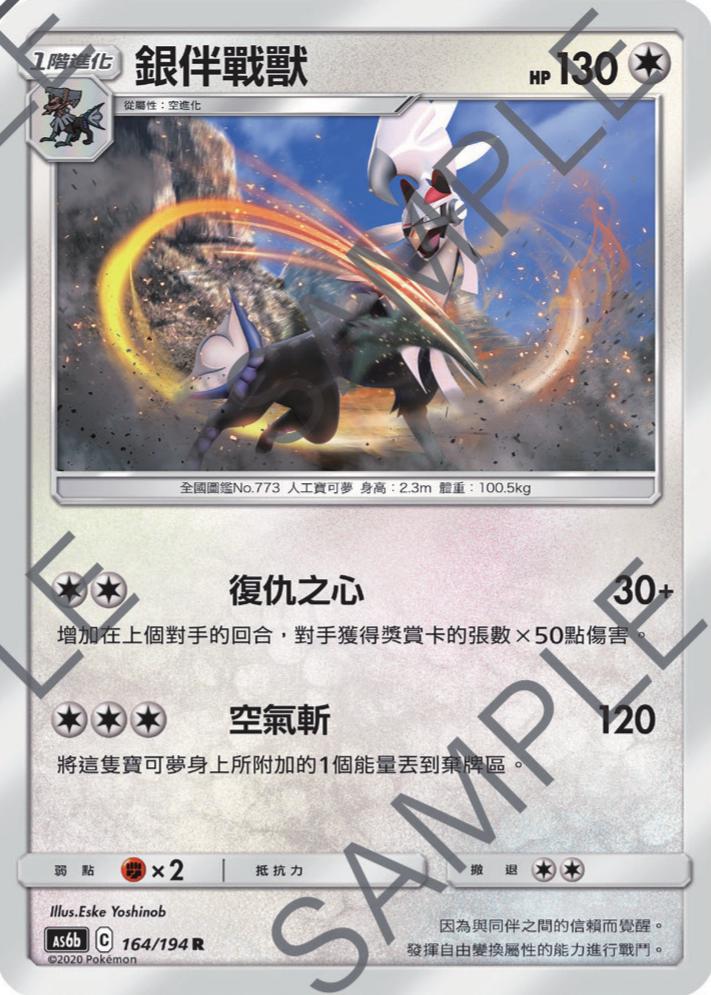 1階進化 銀伴戰獸 HP 130
從屬性：空進化
全國圖鑑No.773 人工寶可夢 身高：2.3m 體重：100.5kg
復仇之心 30+
增加在上個對手的回合，對手獲得獎賞卡的張數×50點傷害。
空氣斬 120
將這隻寶可夢身上所附加的1個能量丟到棄牌區。
弱點 ×2 抵抗力 撤退
Illus.Eske Yoshinob
因為與同伴之間的信賴而覺醒。
AS6b C 164/194 R
發揮自由變換屬性的能力進行戰鬥。
©2020 Pokémon
SAMPLE
SAMPLE